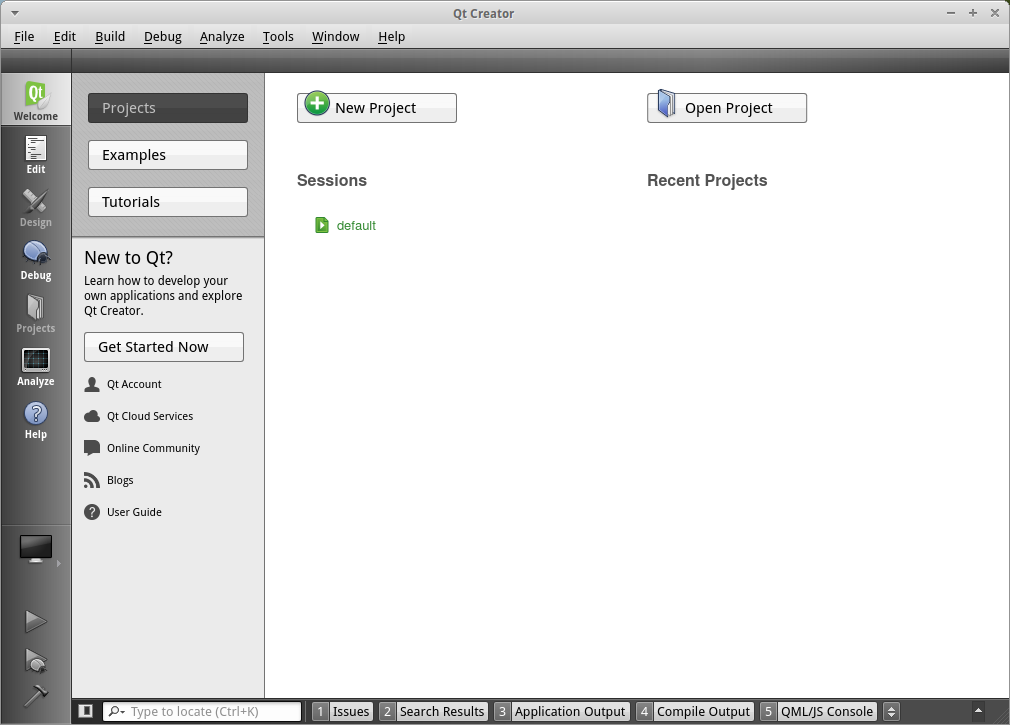 Qt Creator
File Edit Build Debug Analyze Tools Window Help
Qt
Welcome
Edit
Design
Debug
Projects
Analyze
Help
Projects
Examples
Tutorials
New to Qt?
Learn how to develop your
own applications and explore
Qt Creator.
Get Started Now
Qt Account
Qt Cloud Services
Online Community
Blogs
User Guide
New Project
Open Project
Sessions
Recent Projects
default
Type to locate (Ctrl+K)
1 Issues 2 Search Results 3 Application Output 4 Compile Output 5 QML/JS Console